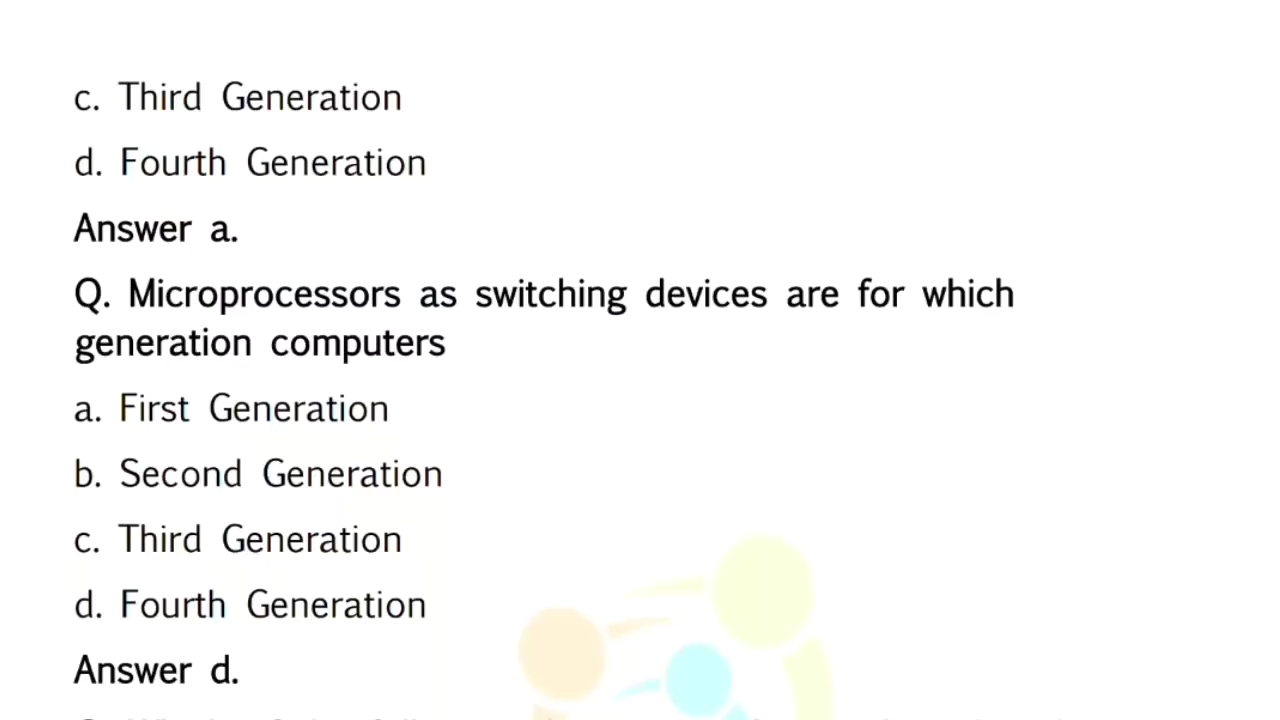 c. Third Generation
d. Fourth Generation
Answer a.
Q. Microprocessors as switching devices are for which
generation computers
a. First Generation
b. Second Generation
c. Third Generation
d. Fourth Generation
Answer d.